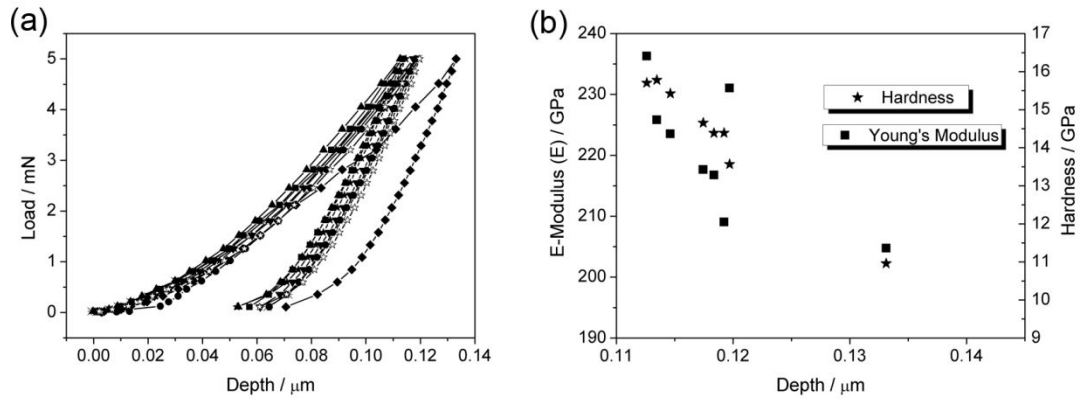 (a)
Load / mN
5
4
3
2
1
0
0.00 0.02 0.04 0.06 0.08 0.10 0.12 0.14
Depth / μm
(b)
E-Modulus (E) / GPa
240
230
220
210
200
190
0.11 0.12 0.13 0.14
Depth / μm
Hardness
Young's Modulus
17
16
15
14
13
12
11
10
9
Hardness / GPa